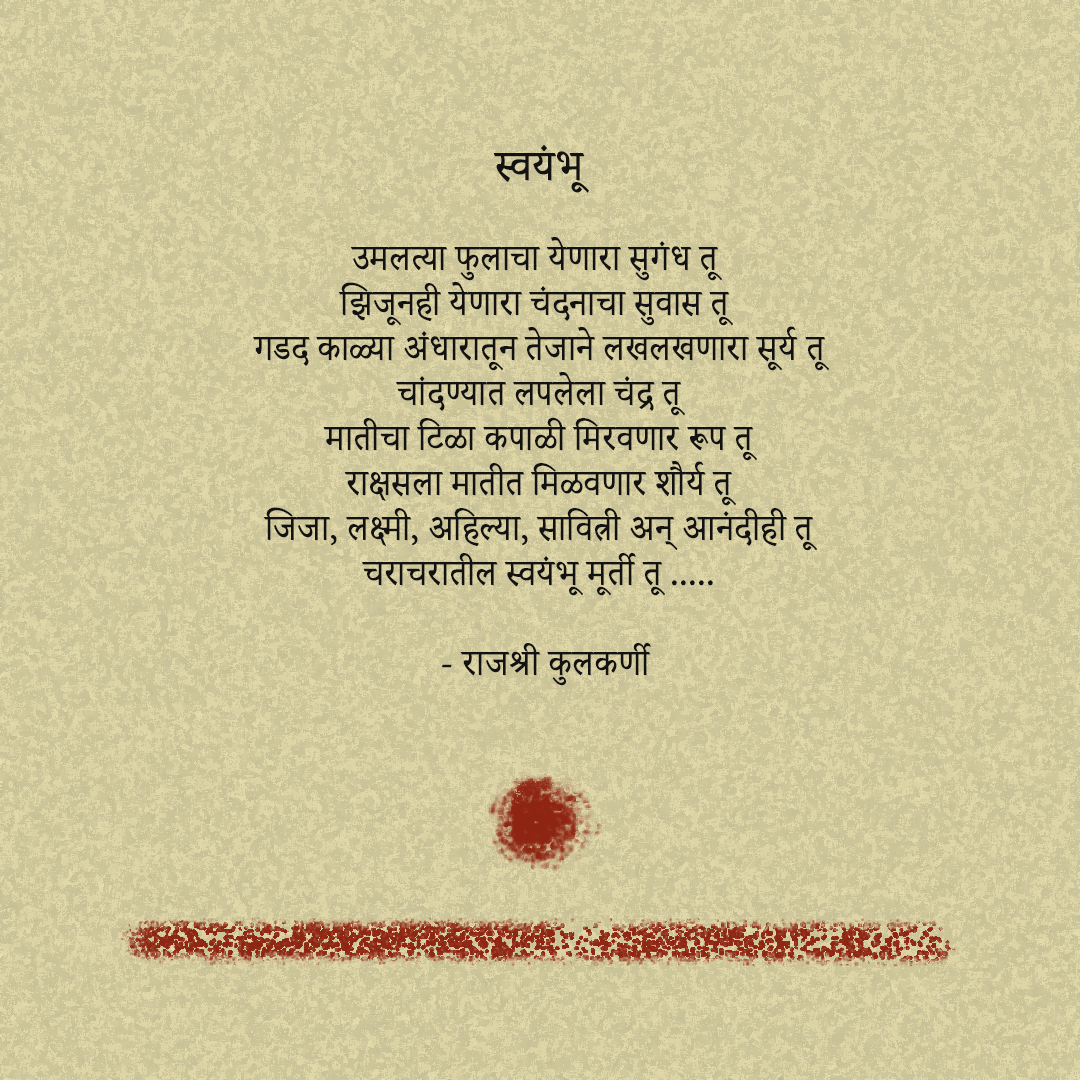 स्वयंभू
उमलत्या फुलाचा येणारा सुगंध तू
झिजूनही येणारा चंदनाचा सुवास तू
गडद काळ्या अंधारातून तेजाने लखलखणारा सूर्य तू
चांदण्यात लपलेला चंद्र तू
मातीचा टिळा कपाळी मिरवणार रूप तू
राक्षसला मातीत मिळवणार शौर्य तू
जिजा, लक्ष्मी, अहिल्या, सावित्री अन् आनंदीही तू
चराचरातील स्वयंभू मूर्ती तू .....
- राजश्री कुलकर्णी